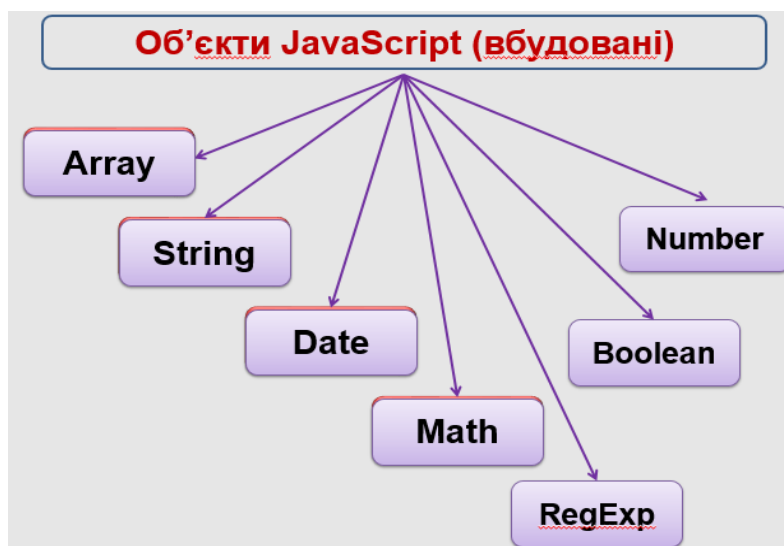 Об’єкти JavaScript (вбудовані)
Array
String
Number
Date
Boolean
Math
RegExp